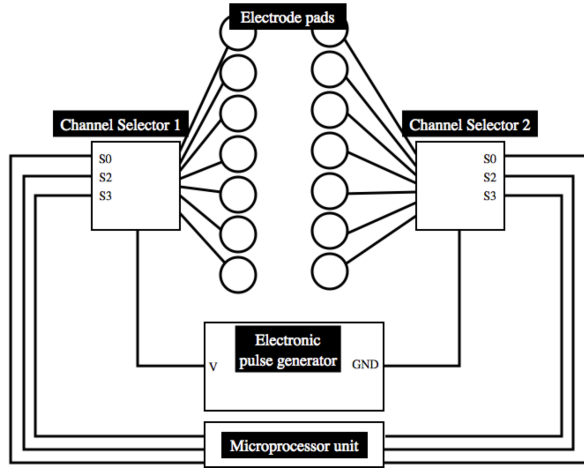 Electrode pads
Channel Selector 1
Channel Selector 2
S0
S2
S3
S0
S2
S3
Electronic
pulse generator
V
GND
Microprocessor unit